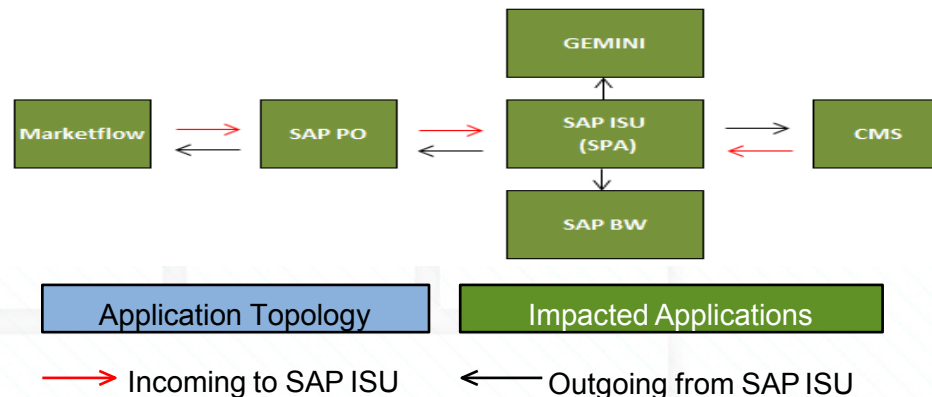 GEMINI
Marketflow
SAP PO
SAP ISU
(SPA)
CMS
SAP BW
Application Topology
Impacted Applications
Incoming to SAP ISU
Outgoing from SAP ISU